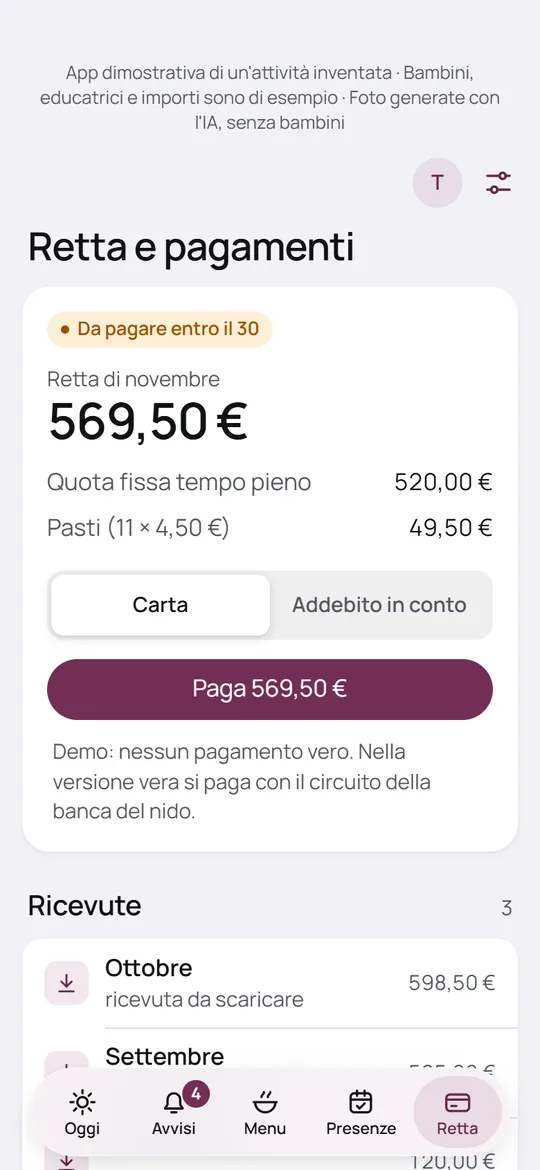 App dimostrativa di un'attività inventata · Bambini,
educatrici e importi sono di esempio · Foto generate con
l'IA, senza bambini
T
Retta e pagamenti
Da pagare entro il 30
Retta di novembre
569,50 €
Quota fissa tempo pieno 520,00 €
Pasti (11 × 4,50 €) 49,50 €
Carta Addebito in conto
Paga 569,50 €
Demo: nessun pagamento vero. Nella
versione vera si paga con il circuito della
banca del nido.
Ricevute 3
Ottobre 598,50 €
ricevuta da scaricare
Settembre
4
Oggi Avvisi Menu Presenze Retta
120,00 €